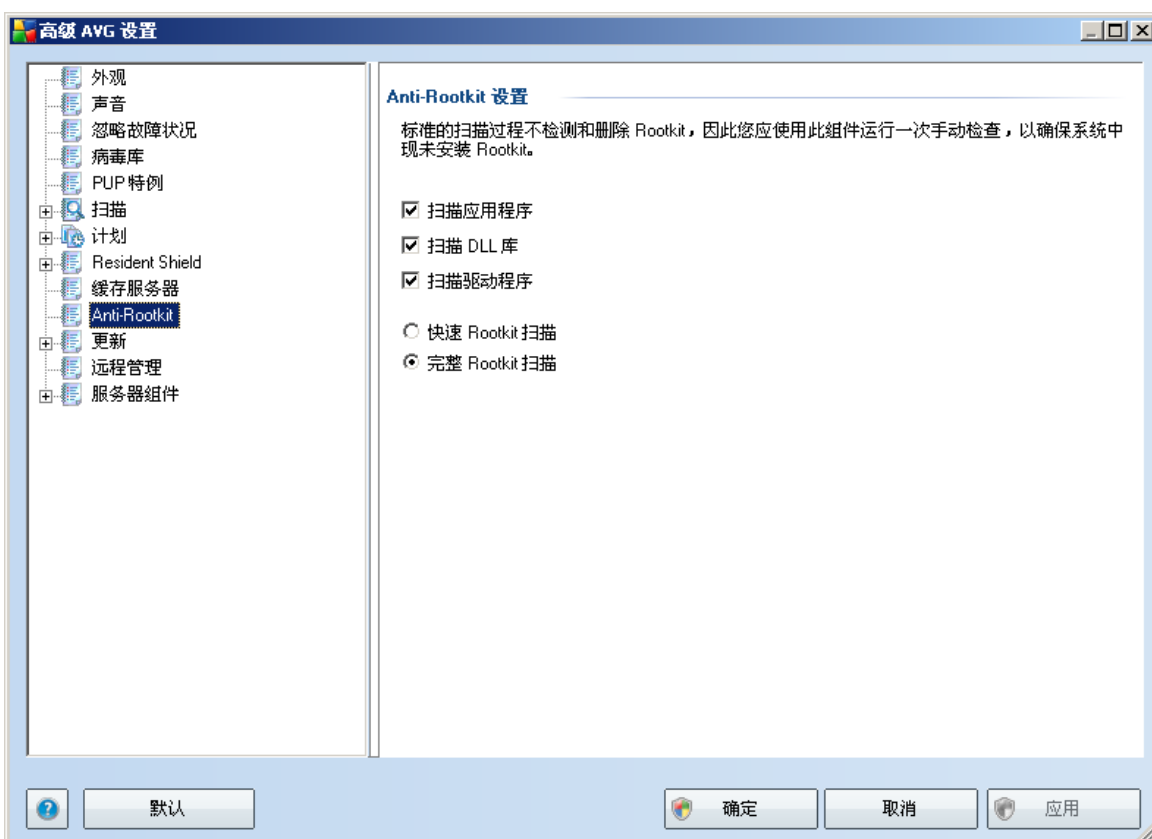 高级 AVG 设置
外观
声音
忽略故障状况
病毒库
PUP 特例
扫描
计划
Resident Shield
缓存服务器
Anti-Rootkit
更新
远程管理
服务器组件
Anti-Rootkit 设置
标准的扫描过程不检测和删除 Rootkit，因此您应使用此组件运行一次手动检查，以确保系统中
现未安装 Rootkit。
扫描应用程序
扫描 DLL 库
扫描驱动程序
快速 Rootkit 扫描
完整 Rootkit 扫描
默认
确定
取消
应用